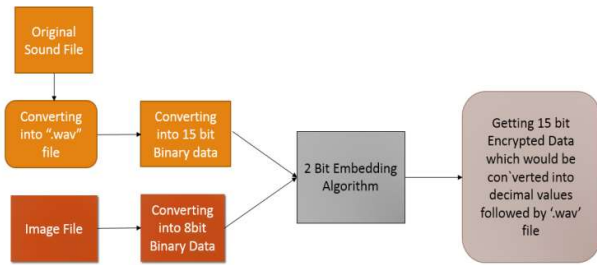 Original
Sound File
Converting
into “.wav”
file
Converting
into 15 bit
Binary data
Image File
Converting
into 8bit
Binary Data
2 Bit Embedding
Algorithm
Getting 15 bit
Encrypted Data
which would be
con`verted into
decimal values
followed by ‘.wav’
file